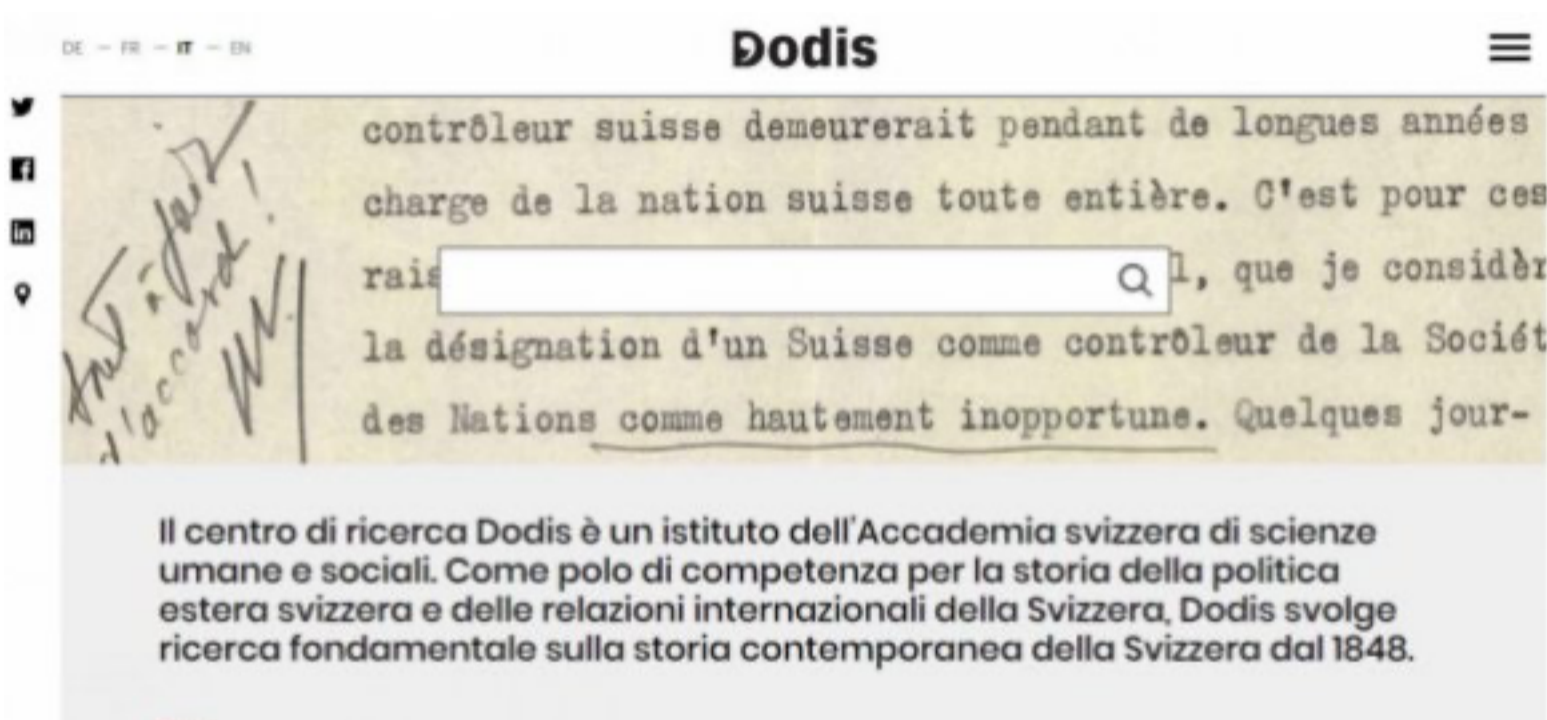 DE — FR — IT — EN
Dodis
contrôleur suisse demeurerait pendant de longues années
charge de la nation suisse toute entière. C'est pour ces
rais l, que je considèr
la désignation d'un Suisse comme contrôleur de la Sociét
des Nations comme hautement inopportune. Quelques jour-
tout à fait
d'accord!
Il centro di ricerca Dodis è un istituto dell'Accademia svizzera di scienze
umane e sociali. Come polo di competenza per la storia della politica
estera svizzera e delle relazioni internazionali della Svizzera, Dodis svolge
ricerca fondamentale sulla storia contemporanea della Svizzera dal 1848.